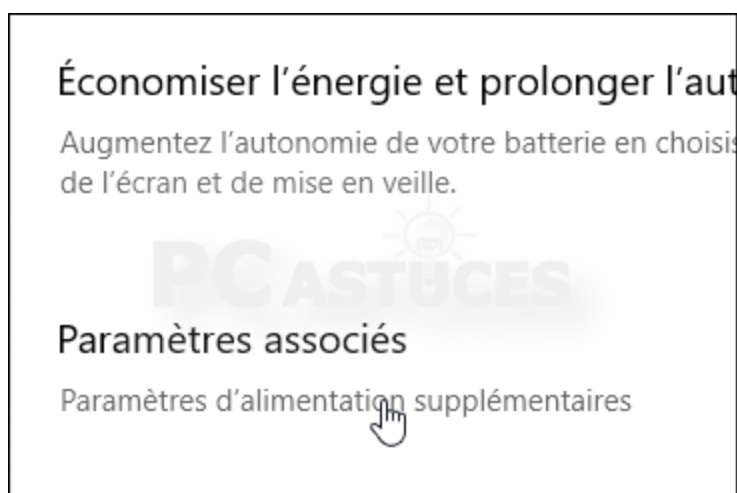 Économiser l’énergie et prolonger l’aut
Augmentez l’autonomie de votre batterie en choisis
de l’écran et de mise en veille.
PC ASTUCES
Paramètres associés
Paramètres d’alimentation supplémentaires